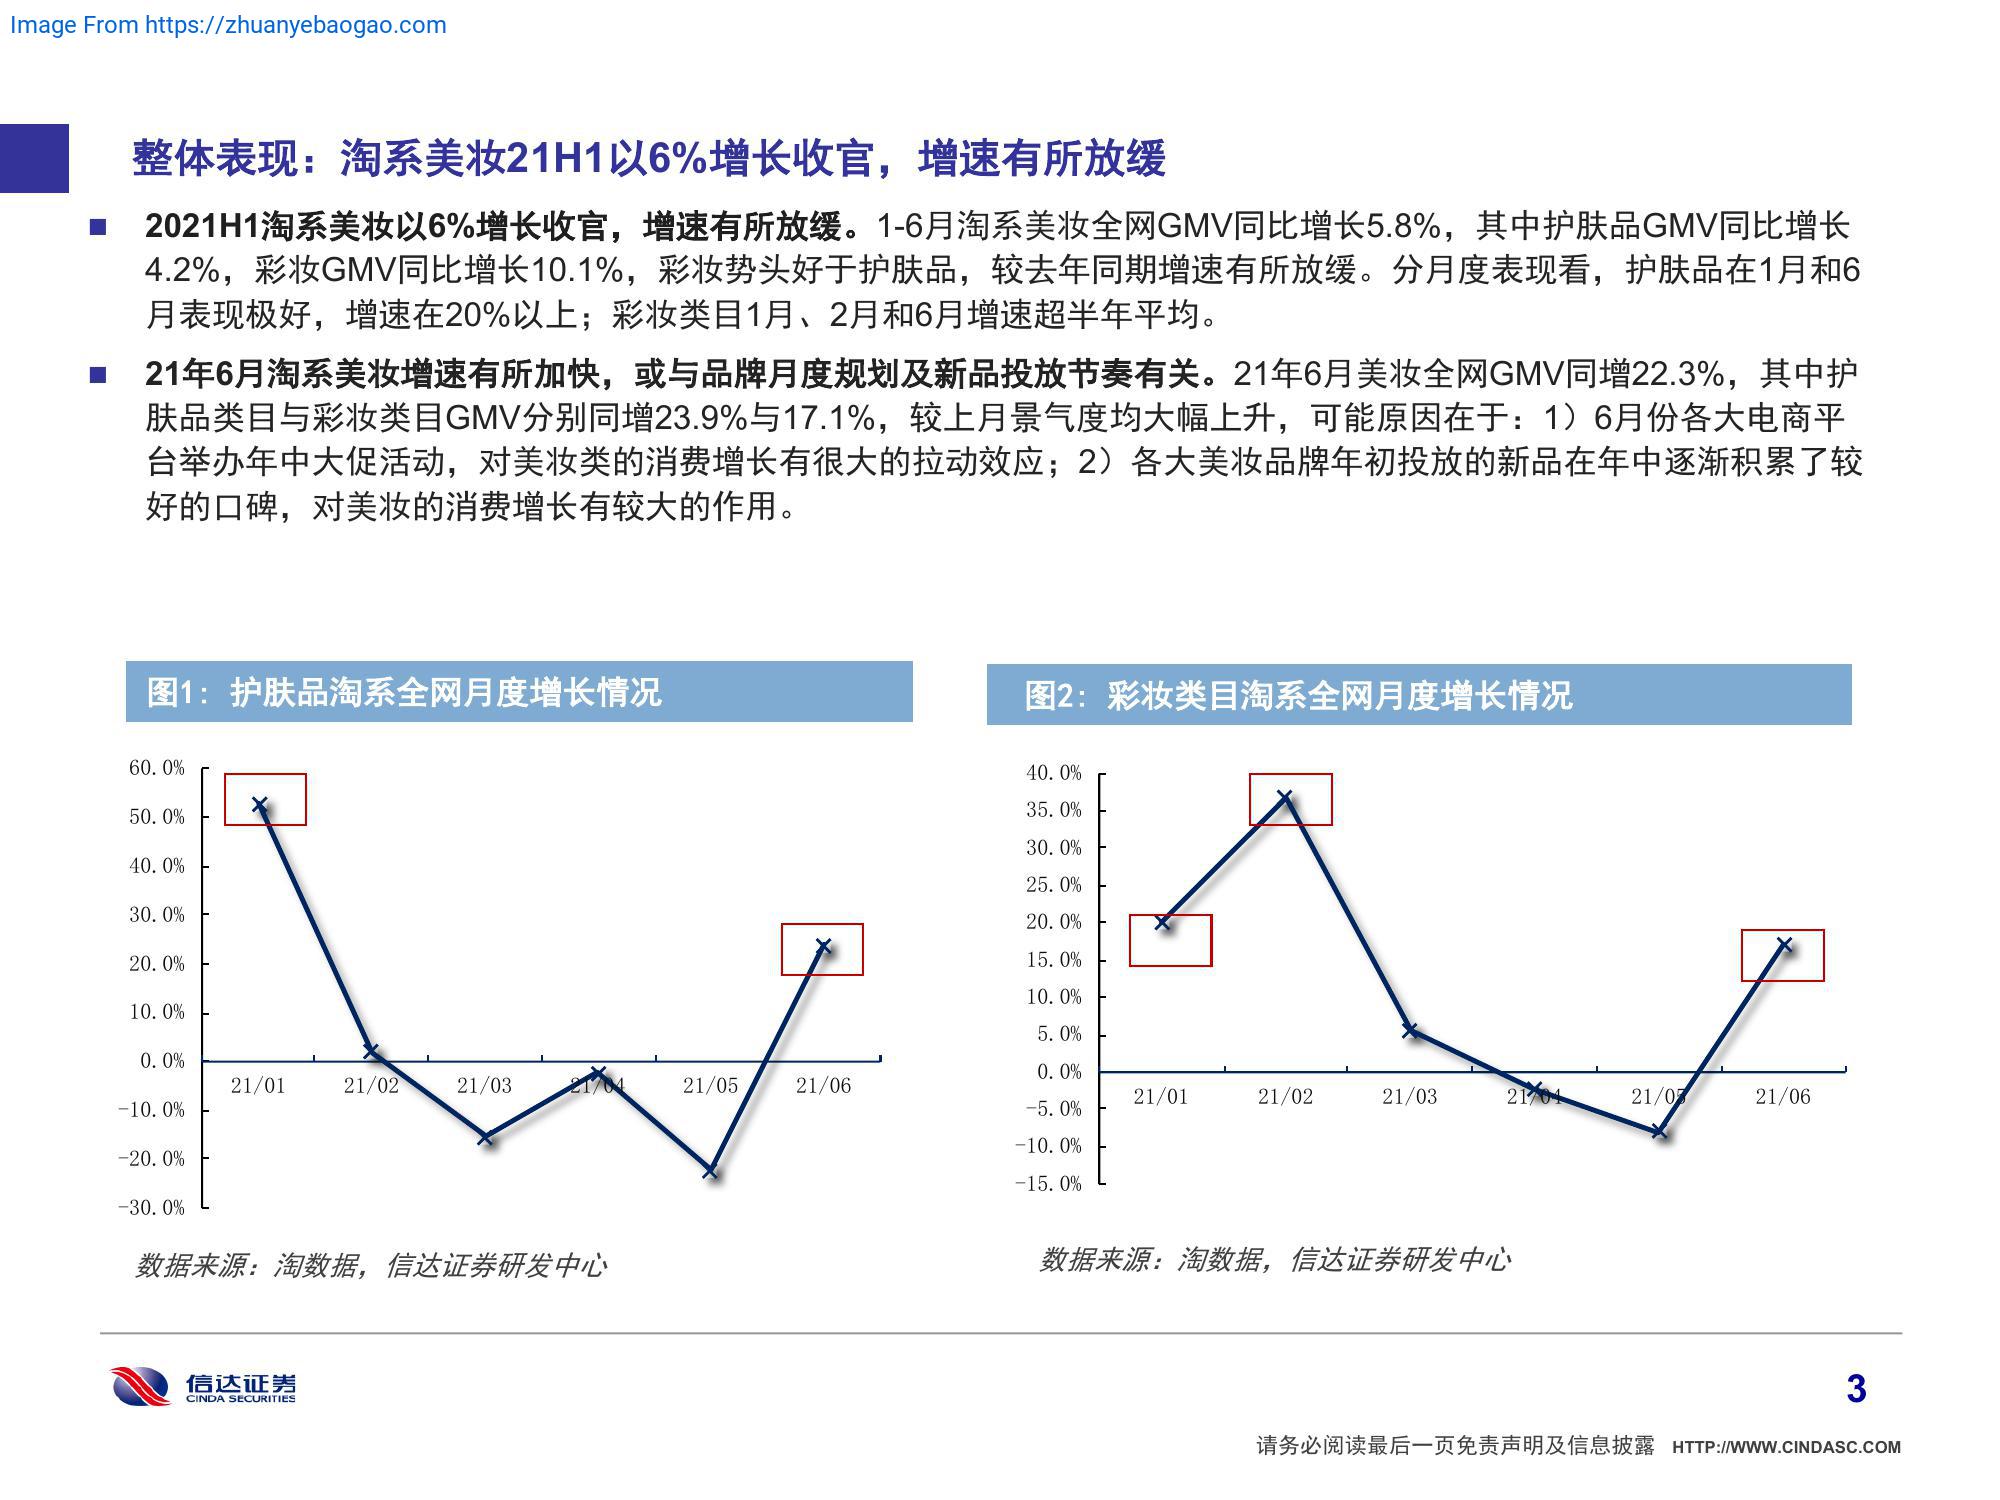 Image From https://zhuanyebaogao.com
整体表现：淘系美妆21H1以6%增长收官，增速有所放缓
2021H1淘系美妆以6%增长收官，增速有所放缓。1-6月淘系美妆全网GMV同比增长5.8%，其中护肤品GMV同比增长
4.2%，彩妆GMV同比增长10.1%，彩妆势头好于护肤品，较去年同期增速有所放缓。分月度表现看，护肤品在1月和6
月表现极好，增速在20%以上；彩妆类目1月、2月和6月增速超半年平均。
21年6月淘系美妆增速有所加快，或与品牌月度规划及新品投放节奏有关。21年6月美妆全网GMV同增22.3%，其中护
肤品类目与彩妆类目GMV分别同增23.9%与17.1%，较上月景气度均大幅上升，可能原因在于：1）6月份各大电商平
台举办年中大促活动，对美妆类的消费增长有很大的拉动效应；2）各大美妆品牌年初投放的新品在年中逐渐积累了较
好的口碑，对美妆的消费增长有较大的作用。
图1：护肤品淘系全网月度增长情况
60.0%
50.0%
40.0%
30.0%
20.0%
10.0%
0.0%
-10.0%
-20.0%
-30.0%
21/01 21/02 21/03 21/04 21/05 21/06
数据来源：淘数据，信达证券研发中心
图2：彩妆类目淘系全网月度增长情况
40.0%
35.0%
30.0%
25.0%
20.0%
15.0%
10.0%
5.0%
0.0%
-5.0%
-10.0%
-15.0%
21/01 21/02 21/03 21/04 21/05 21/06
数据来源：淘数据，信达证券研发中心
信达证券
CINDA SECURITIES
3
请务必阅读最后一页免责声明及信息披露 HTTP://WWW.CINDASC.COM